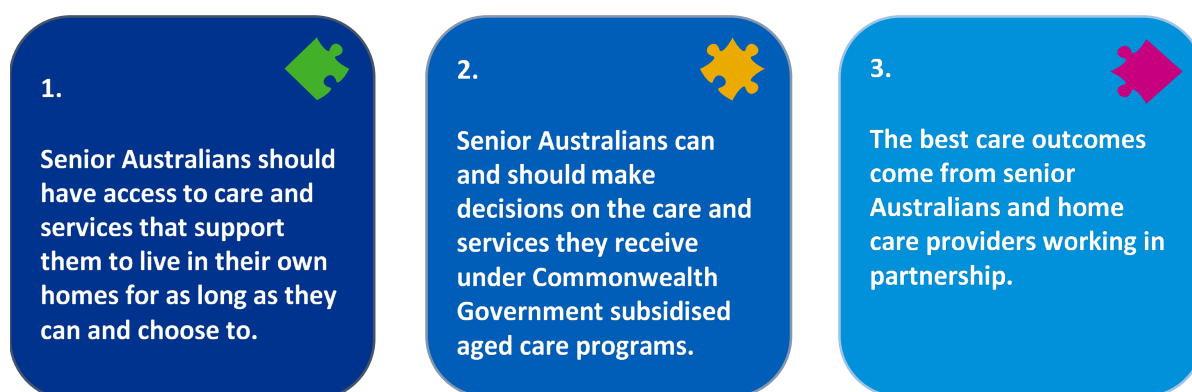 1.
Senior Australians should
have access to care and
services that support
them to live in their own
homes for as long as they
can and choose to.
2.
Senior Australians can
and should make
decisions on the care and
services they receive
under Commonwealth
Government subsidised
aged care programs.
3.
The best care outcomes
come from senior
Australians and home
care providers working in
partnership.